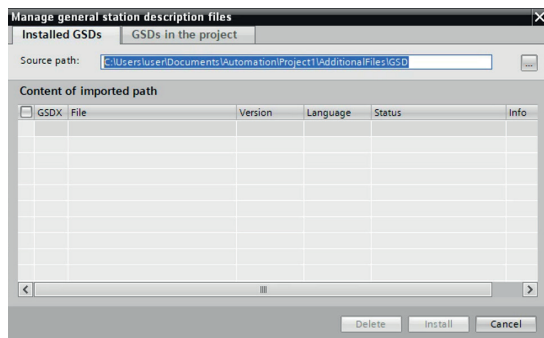 Manage general station description files
Installed GSDs GSDs in the project
Source path: C:\Users\user\Documents\Automation\Project1\AdditionalFiles\GSD ...
Content of imported path
GSDX File Version Language Status Info
Delete Install Cancel